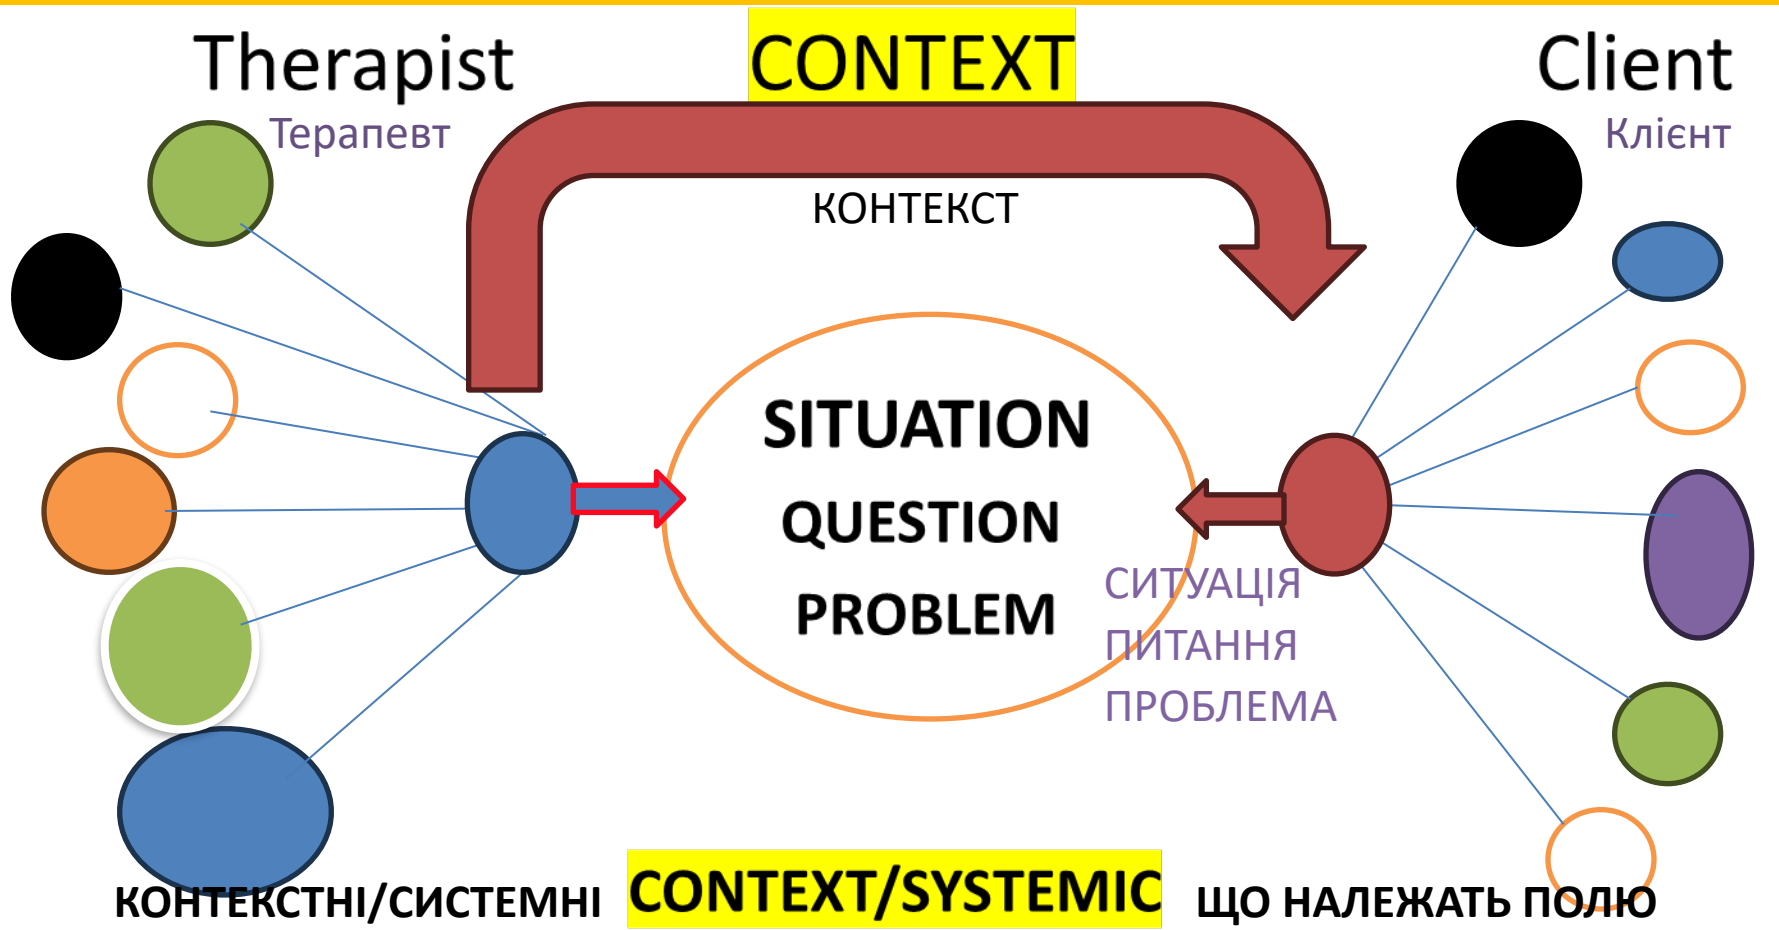 Therapist
CONTEXT
Client
Терапевт
Клієнт
КОНТЕКСТ
SITUATION
QUESTION
PROBLEM
СИТУАЦІЯ
ПИТАННЯ
ПРОБЛЕМА
КОНТЕКСТНІ/СИСТЕМНІ
CONTEXT/SYSTEMIC
ЩО НАЛЕЖАТЬ ПОЛЮ